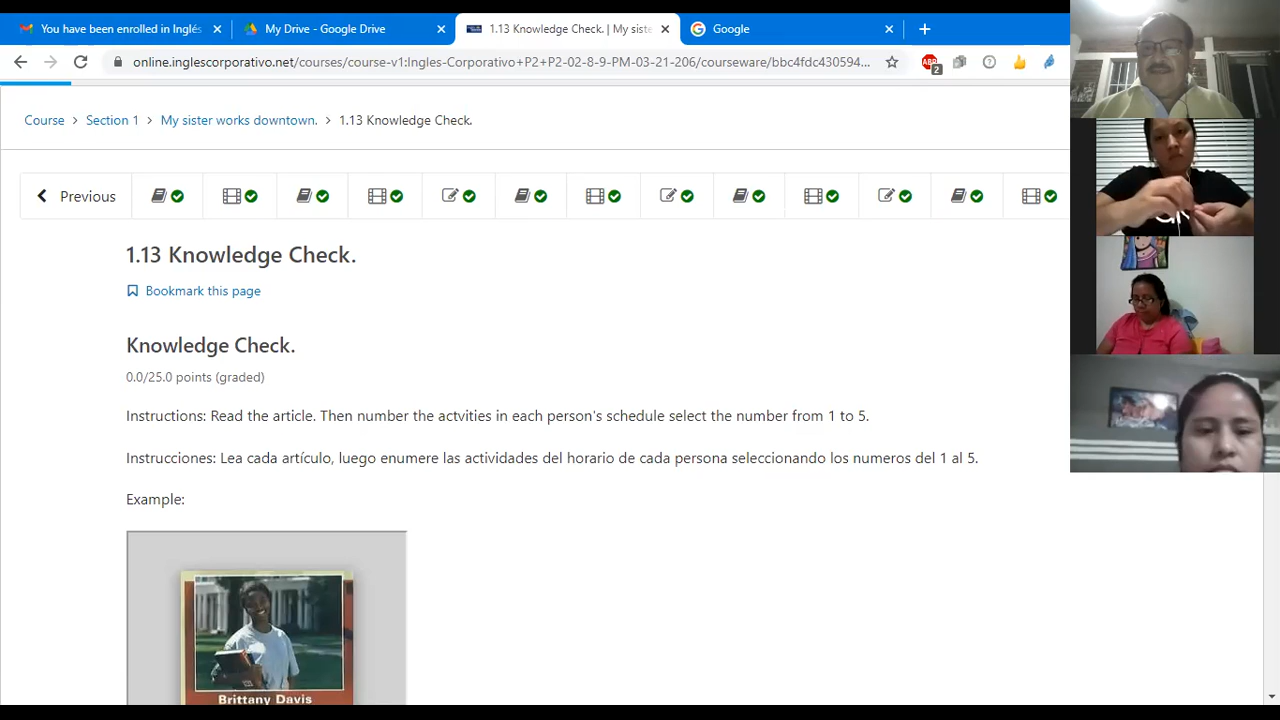 You have been enrolled in Inglés
My Drive - Google Drive
1.13 Knowledge Check. | My siste
Google
online.inglescorporativo.net/courses/course-v1:Ingles-Corporativo+P2+P2-02-8-9-PM-03-21-206/courseware/bbc4fdc430594...
ABP
2
Course > Section 1 > My sister works downtown. > 1.13 Knowledge Check.
Previous
1.13 Knowledge Check.
Bookmark this page
Knowledge Check.
0.0/25.0 points (graded)
Instructions: Read the article. Then number the actvities in each person's schedule select the number from 1 to 5.
Instrucciones: Lea cada artículo, luego enumere las actividades del horario de cada persona seleccionando los numeros del 1 al 5.
Example:
Brittany Davis